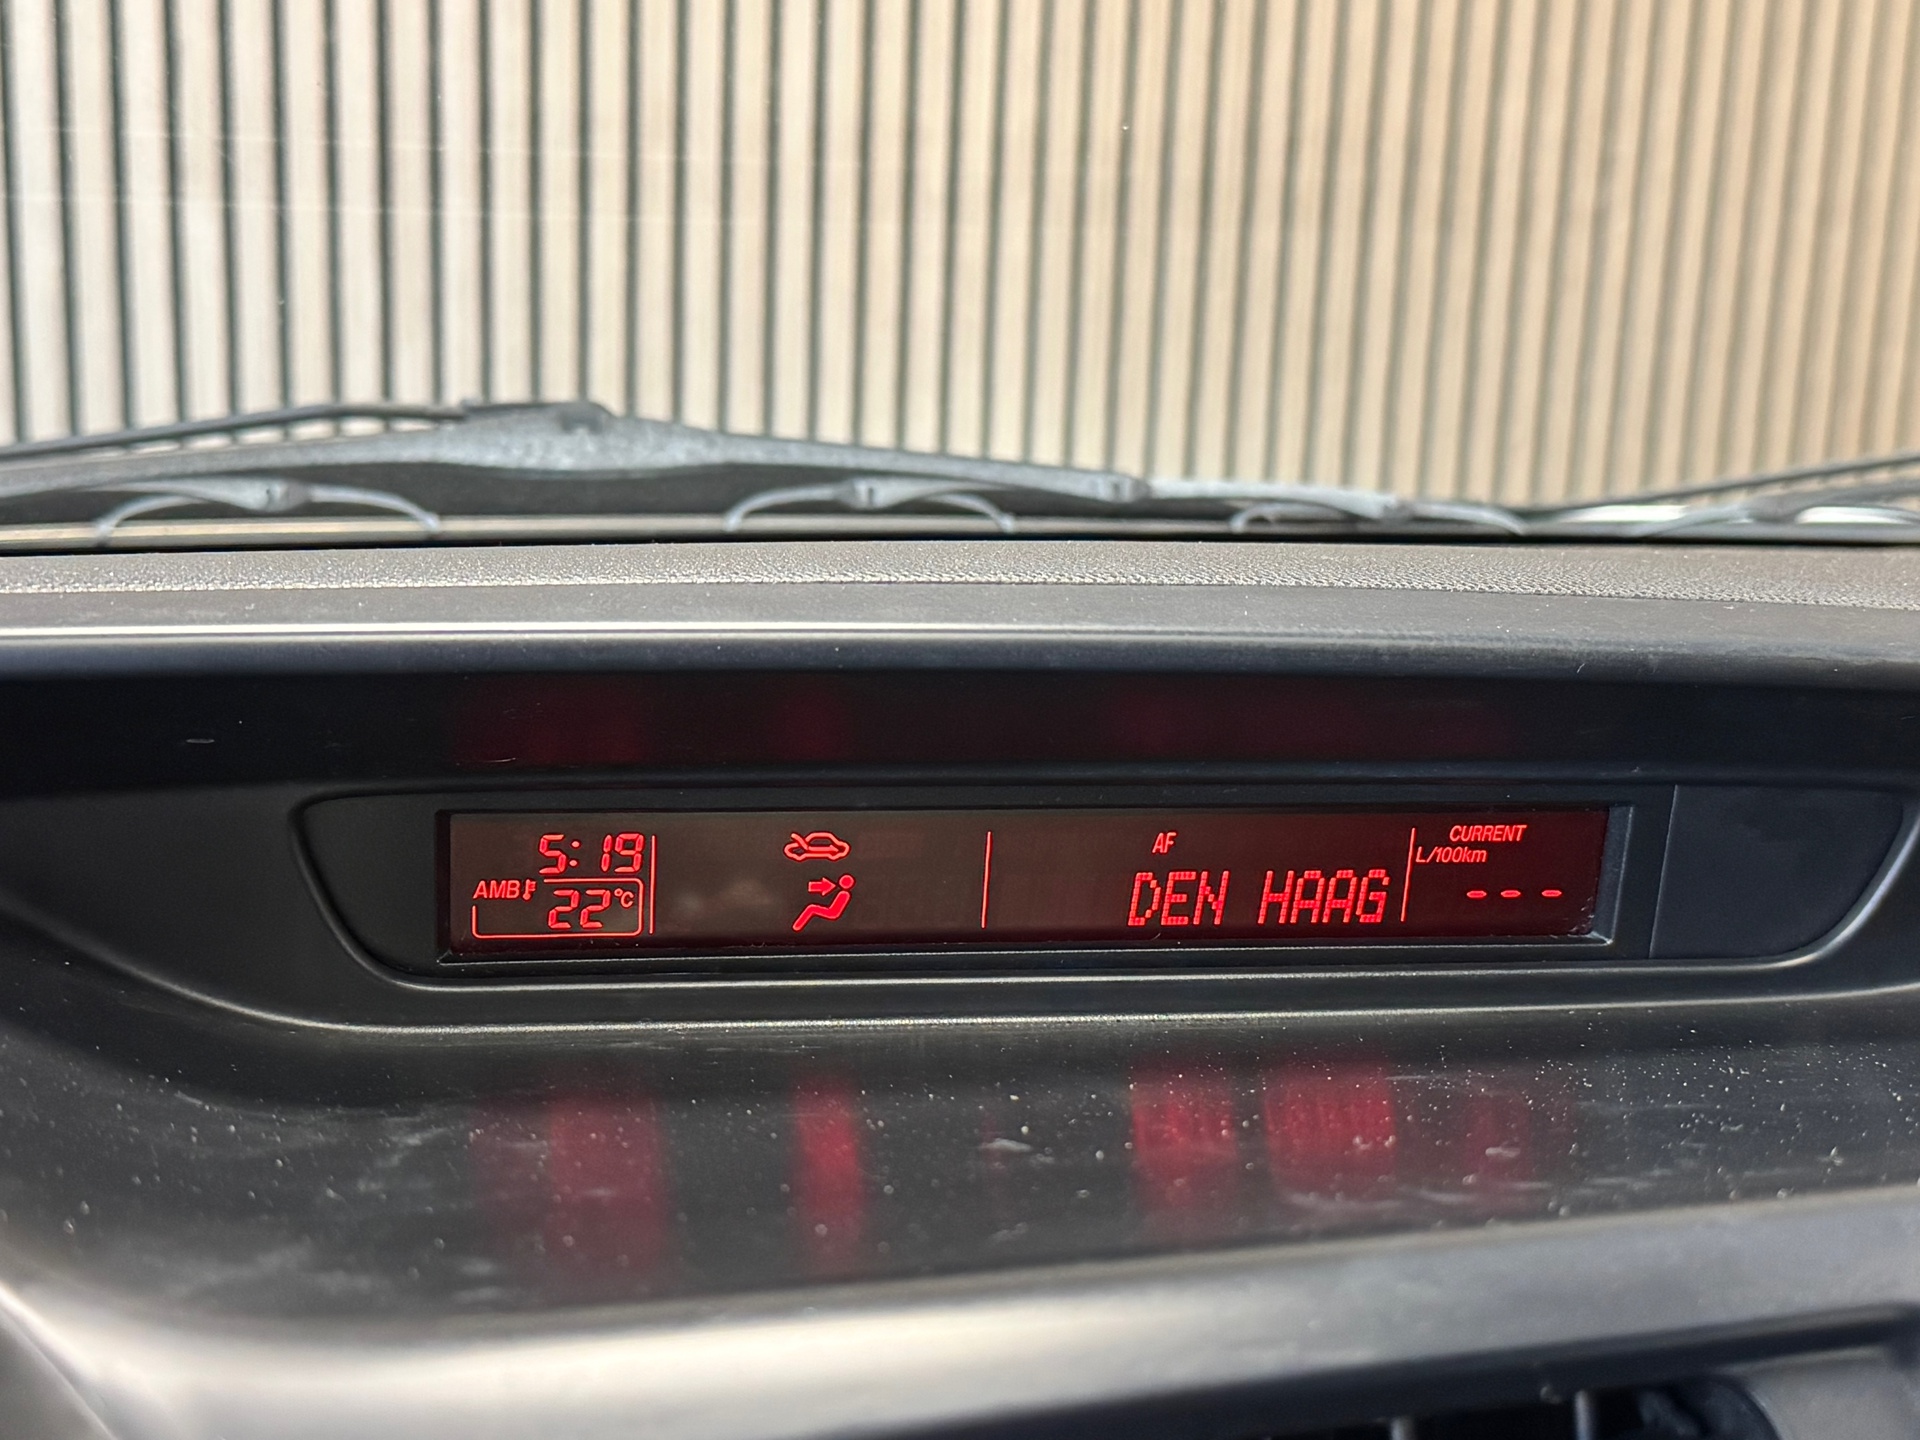 5:19
AMB 22°C
AF
DEN HAAG
CURRENT
L/100km
- - -